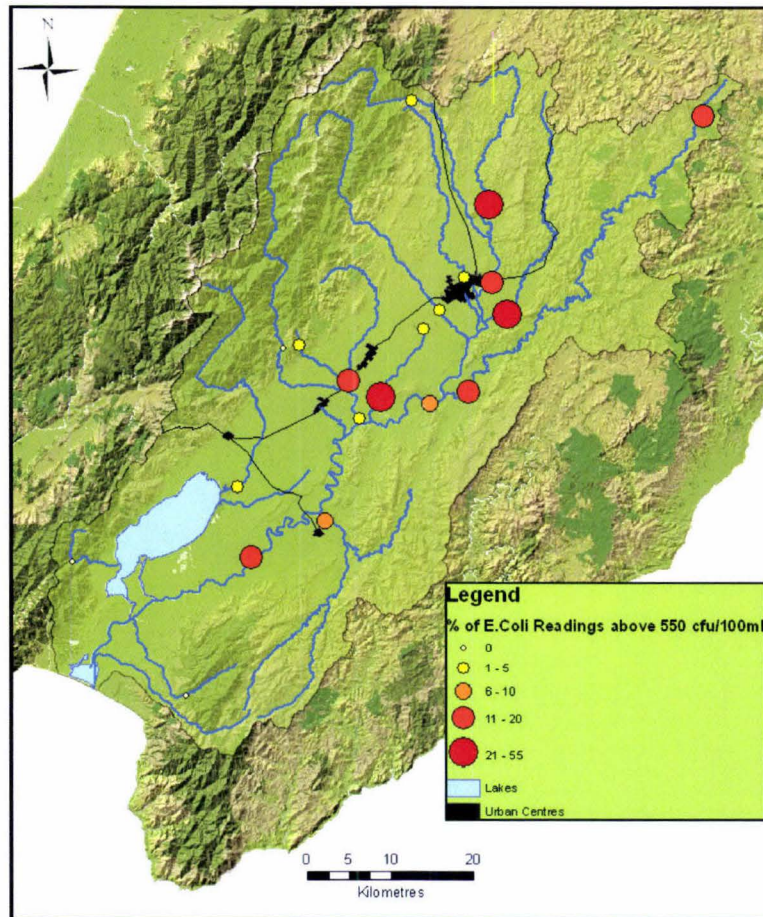 N
Legend
% of E.Coli Readings above 550 cfu/100ml
0
1 - 5
6 - 10
11 - 20
21 - 55
Lakes
Urban Centres
0 5 10 20
Kilometres